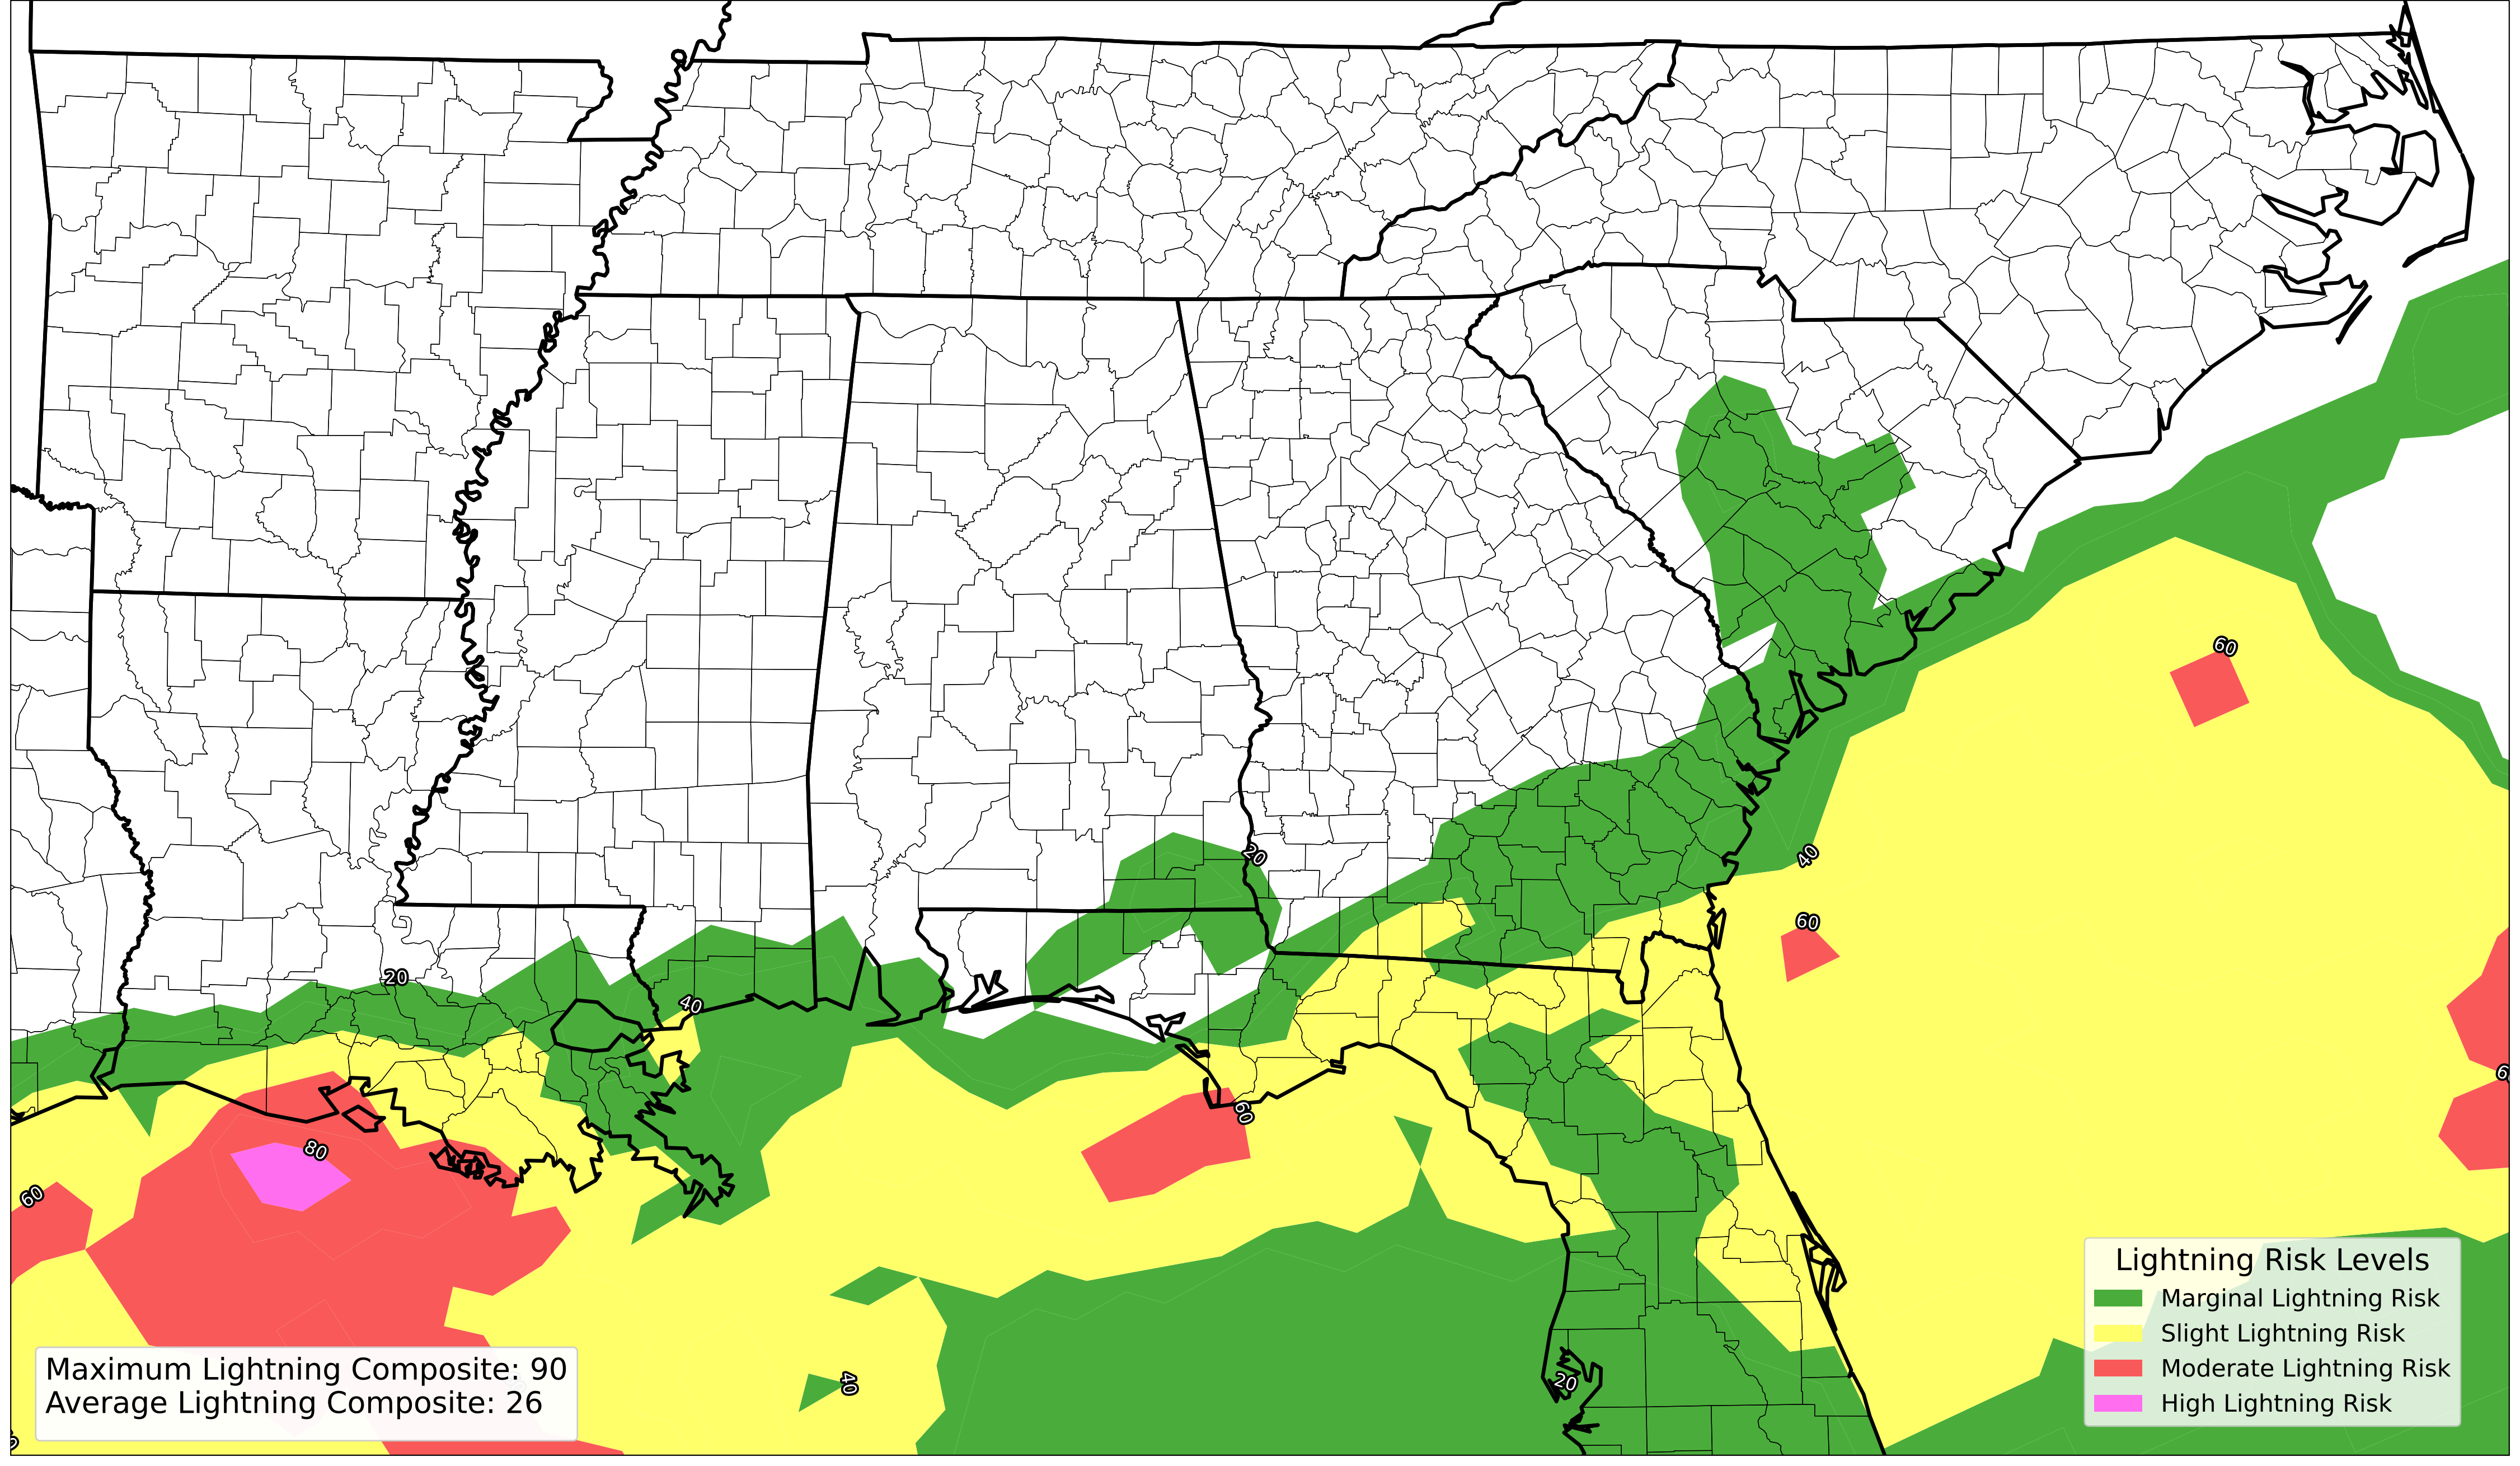 60
20
40
60
20
40
60
60
80
60
40
20
Lightning Risk Levels
Marginal Lightning Risk
Slight Lightning Risk
Moderate Lightning Risk
High Lightning Risk
Maximum Lightning Composite: 90
Average Lightning Composite: 26